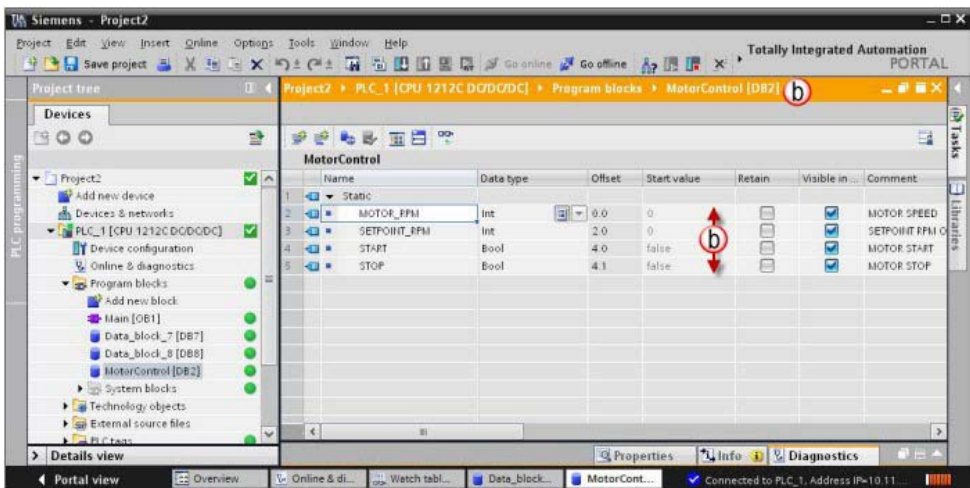 Siemens - Project2
Project Edit View Insert Online Options Tools Window Help
Totally Integrated Automation
PORTAL
Save project Go online Go offline
Project tree
Project2 PLC_1 [CPU 1212C DC/DC/DC] Program blocks MotorControl [DB2] b
Devices
MotorControl
Name Data type Offset Start value Retain Visible in ... Comment
1 Static
2 MOTOR_RPM Int 0.0 0 MOTOR SPEED
3 SETPOINT_RPM Int 2.0 0 SETPOINT RPM O
4 START Bool 4.0 false MOTOR START
5 STOP Bool 4.1 false MOTOR STOP
b
Project2
Add new device
Devices & networks
PLC_1 [CPU 1212C DC/DC/DC]
Device configuration
Online & diagnostics
Program blocks
Add new block
Main [OB1]
Data_block_7 [DB7]
Data_block_8 [DB8]
MotorControl [DB2]
System blocks
Technology objects
External source files
PLC tags
PLC programming
Tasks
Libraries
Details view
Properties Info Diagnostics
Portal view Overview Online & di... Watch tabl... Data_block... MotorCont... Connected to PLC_1, Address IP=10.11....